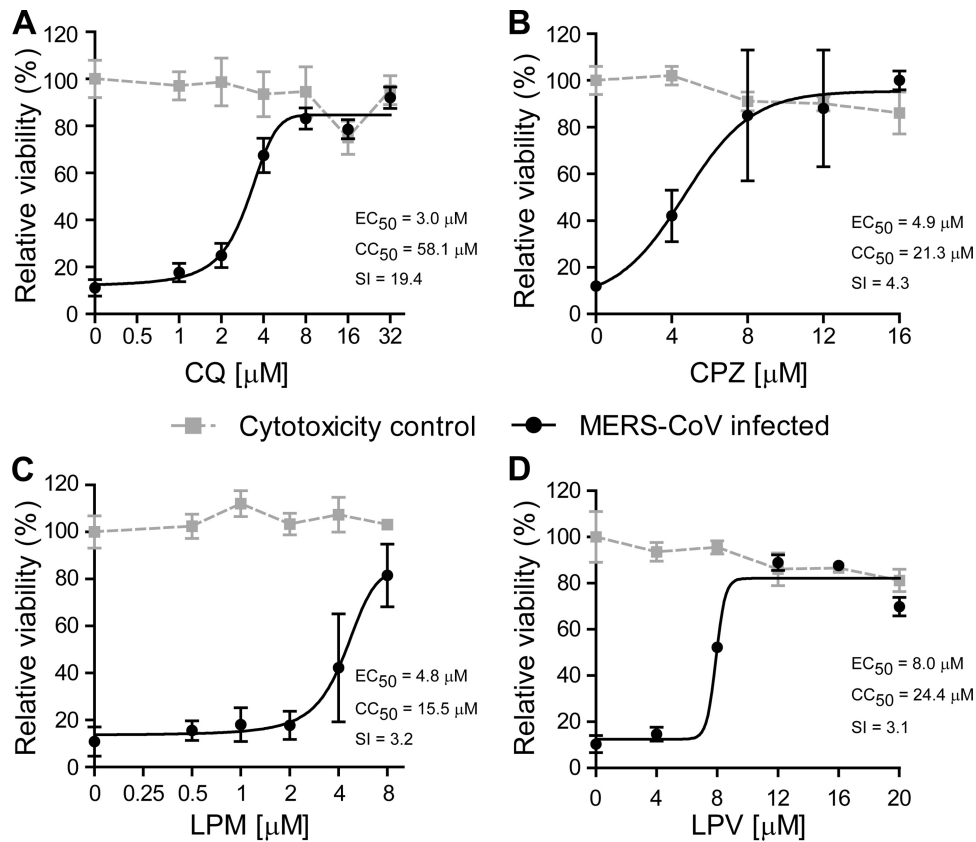 A
Relative viability (%)
120
100
80
60
40
20
0
EC50 = 3.0 µM
CC50 = 58.1 µM
SI = 19.4
0 0.5 1 2 4 8 16 32
CQ [µM]
B
Relative viability (%)
120
100
80
60
40
20
0
EC50 = 4.9 µM
CC50 = 21.3 µM
SI = 4.3
0 4 8 12 16
CPZ [µM]
Cytotoxicity control MERS-CoV infected
C
Relative viability (%)
120
100
80
60
40
20
0
EC50 = 4.8 µM
CC50 = 15.5 µM
SI = 3.2
0 0.25 0.5 1 2 4 8
LPM [µM]
D
Relative viability (%)
120
100
80
60
40
20
0
EC50 = 8.0 µM
CC50 = 24.4 µM
SI = 3.1
0 4 8 12 16 20
LPV [µM]